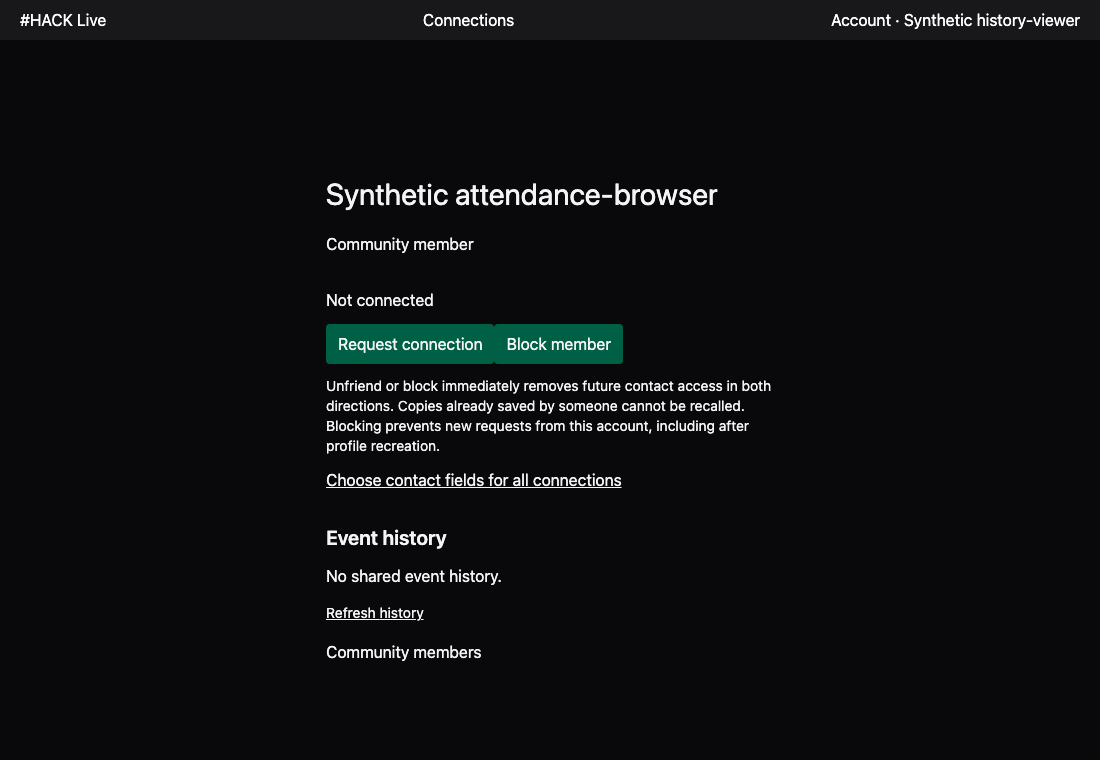 #HACK Live
Connections
Account · Synthetic history-viewer
Synthetic attendance-browser
Community member
Not connected
Request connection
Block member
Unfriend or block immediately removes future contact access in both
directions. Copies already saved by someone cannot be recalled.
Blocking prevents new requests from this account, including after
profile recreation.
Choose contact fields for all connections
Event history
No shared event history.
Refresh history
Community members